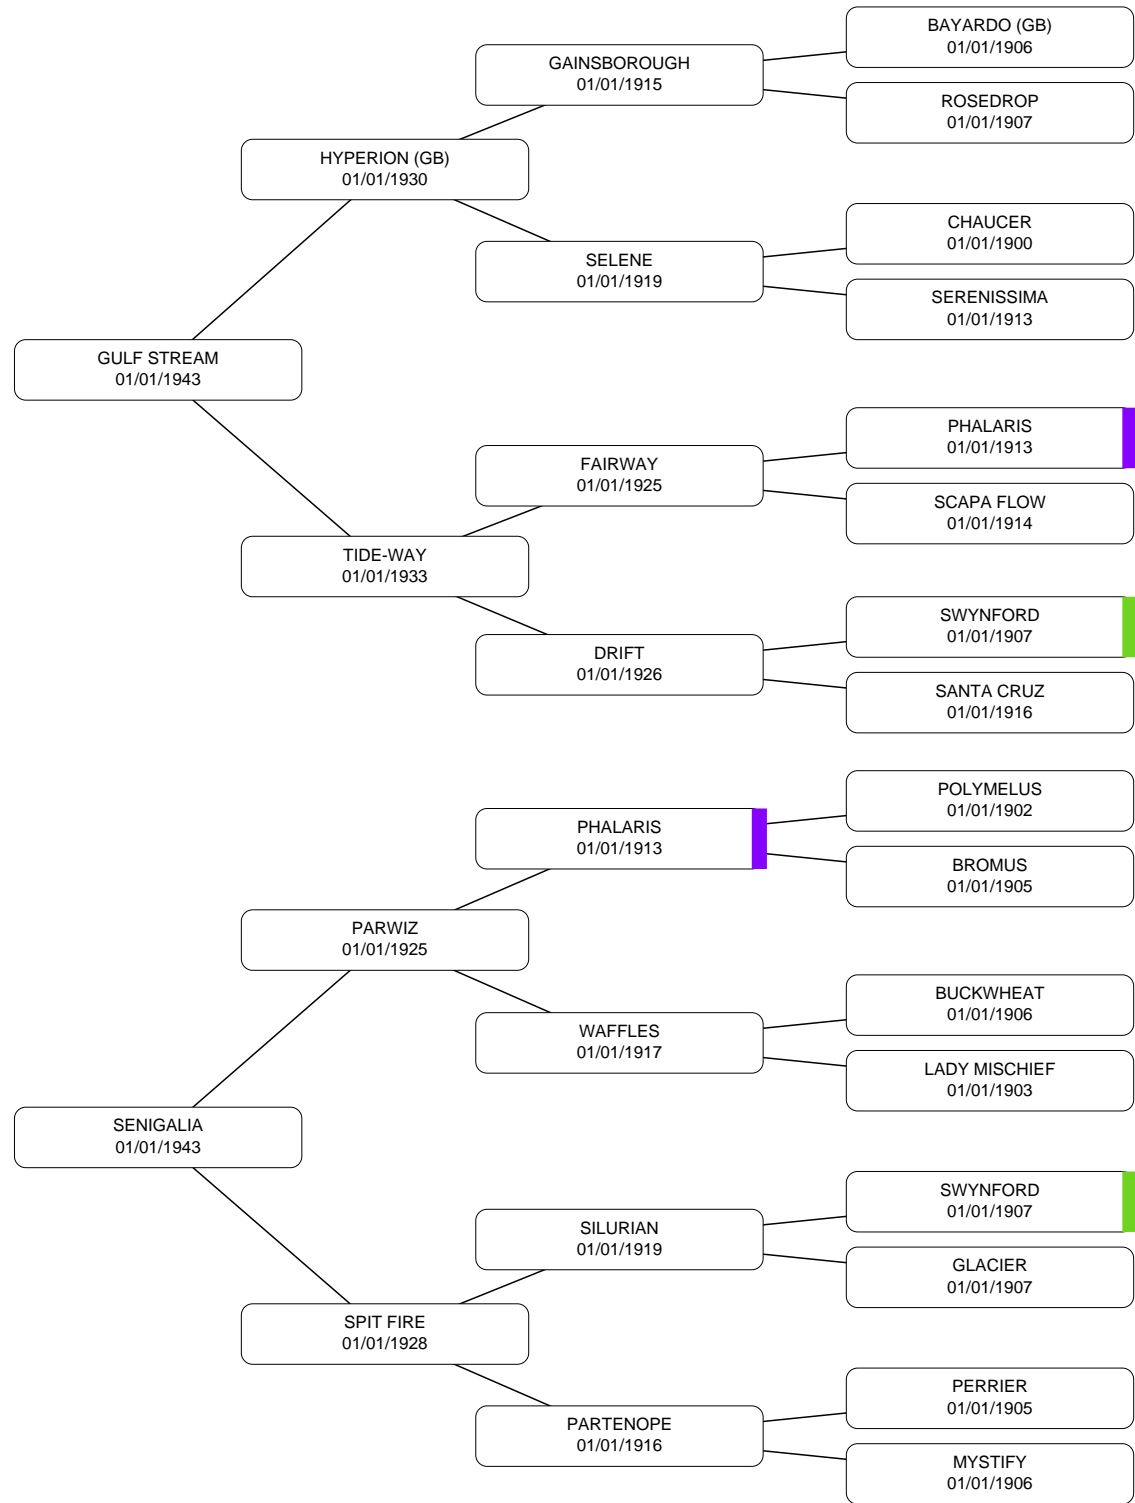 BAYARDO (GB)
01/01/1906
GAINSBOROUGH
01/01/1915
ROSEDROP
01/01/1907
HYPERION (GB)
01/01/1930
CHAUCER
01/01/1900
SELENE
01/01/1919
SERENISSIMA
01/01/1913
GULF STREAM
01/01/1943
PHALARIS
01/01/1913
FAIRWAY
01/01/1925
SCAPA FLOW
01/01/1914
TIDE-WAY
01/01/1933
SWYNFORD
01/01/1907
DRIFT
01/01/1926
SANTA CRUZ
01/01/1916
POLYMELUS
01/01/1902
PHALARIS
01/01/1913
BROMUS
01/01/1905
PARWIZ
01/01/1925
BUCKWHEAT
01/01/1906
WAFFLES
01/01/1917
LADY MISCHIEF
01/01/1903
SENIGALIA
01/01/1943
SWYNFORD
01/01/1907
SILURIAN
01/01/1919
GLACIER
01/01/1907
SPIT FIRE
01/01/1928
PERRIER
01/01/1905
PARTENOPE
01/01/1916
MYSTIFY
01/01/1906